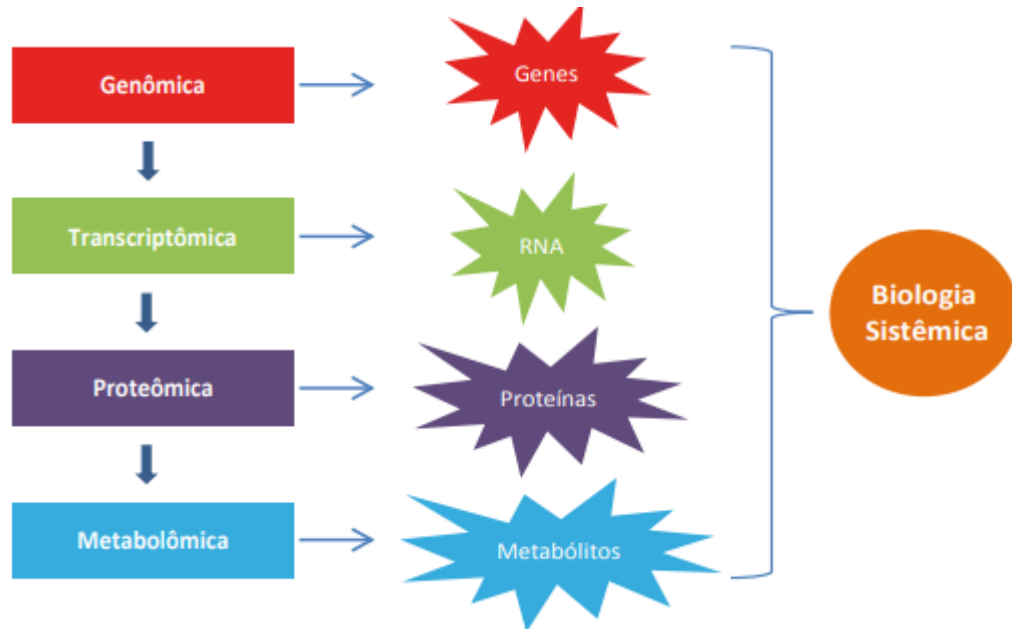 Genômica
Genes
Transcriptômica
RNA
Proteômica
Proteínas
Metabolômica
Metabólitos
Biologia
Sistêmica